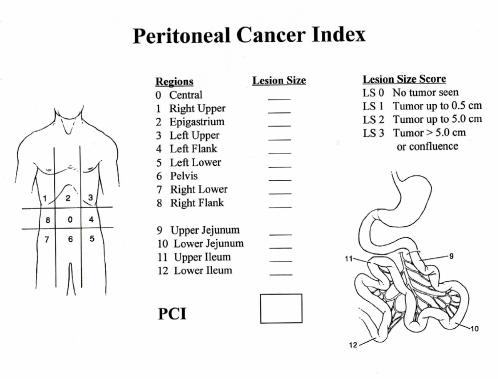 Peritoneal Cancer Index
Regions Lesion Size
0 Central
1 Right Upper
2 Epigastrium
3 Left Upper
4 Left Flank
5 Left Lower
6 Pelvis
7 Right Lower
8 Right Flank
9 Upper Jejunum
10 Lower Jejunum
11 Upper Ileum
12 Lower Ileum
PCI
Lesion Size Score
LS 0 No tumor seen
LS 1 Tumor up to 0.5 cm
LS 2 Tumor up to 5.0 cm
LS 3 Tumor > 5.0 cm
or confluence
1 2 3
8 0 4
7 6 5
11 9
10
12